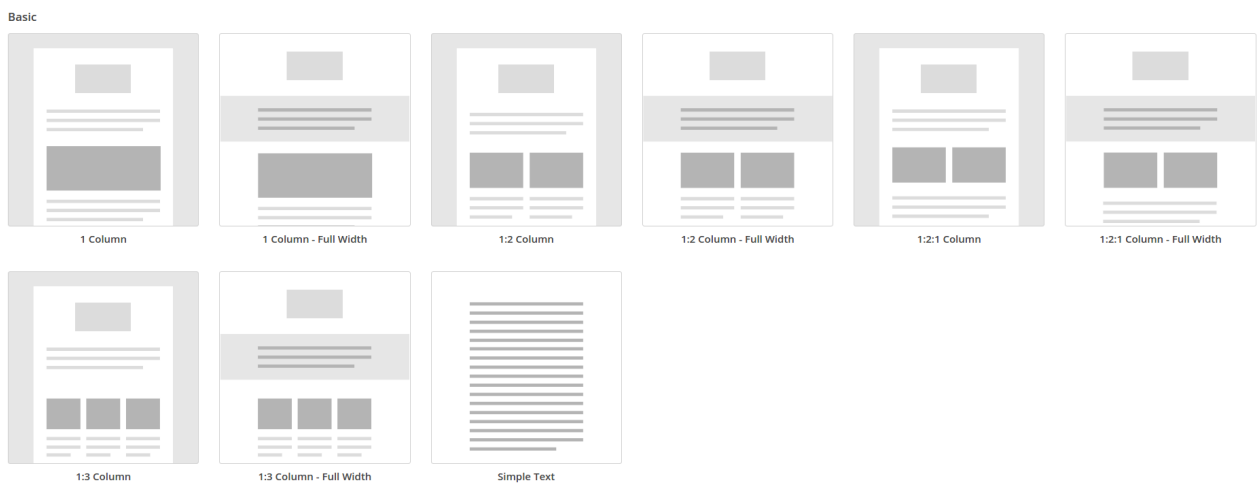 Basic
1 Column
1 Column - Full Width
1:2 Column
1:2 Column - Full Width
1:2:1 Column
1:2:1 Column - Full Width
1:3 Column
1:3 Column - Full Width
Simple Text